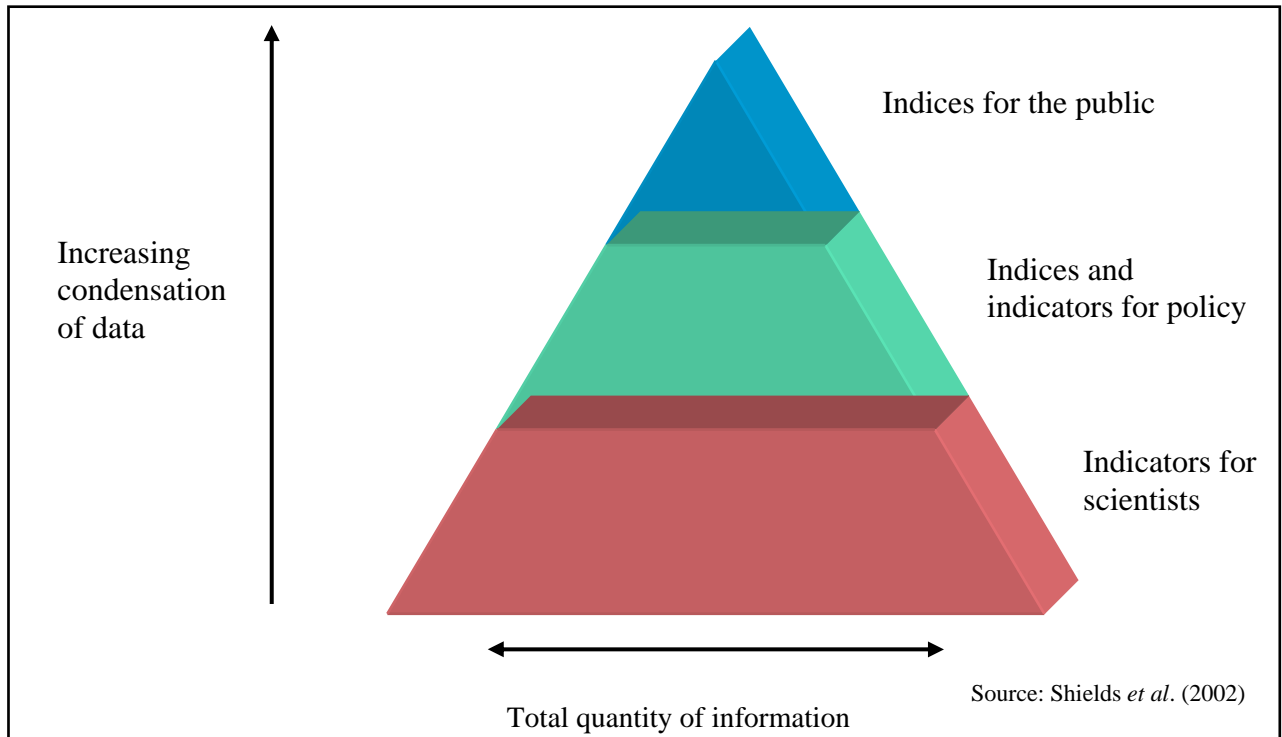 Indices for the public
Increasing
condensation
of data
Indices and
indicators for policy
Indicators for
scientists
Source: Shields et al. (2002)
Total quantity of information